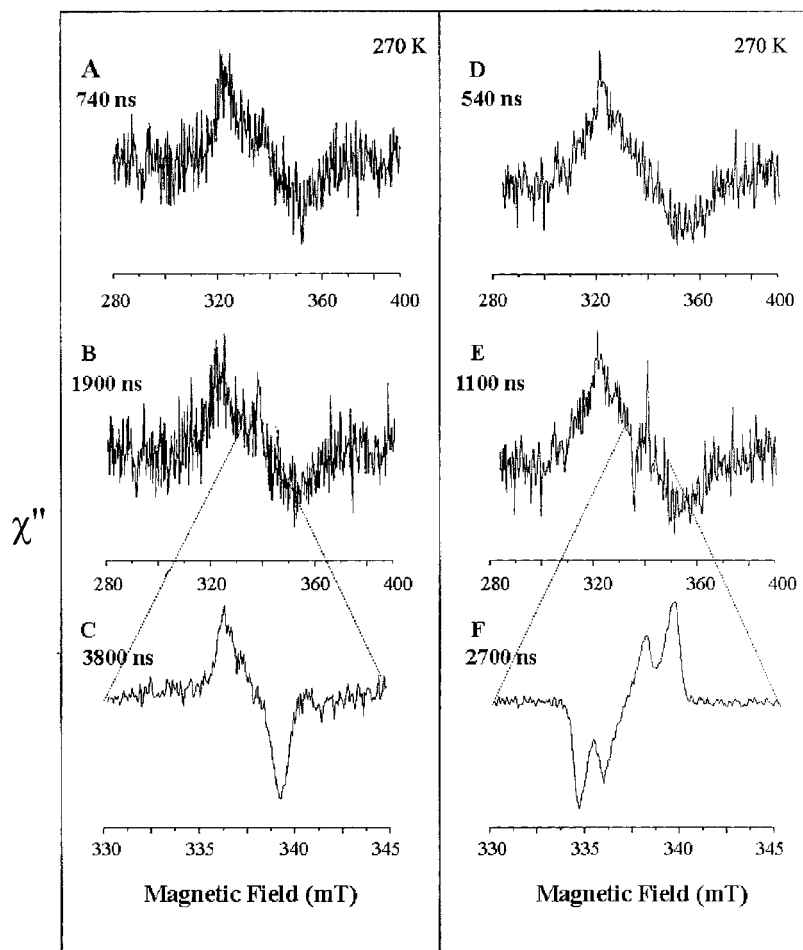 270 K
A
740 ns
280 320 360 400
B
1900 ns
280 320 360 400
C
3800 ns
330 335 340 345
Magnetic Field (mT)
χ"
270 K
D
540 ns
280 320 360 400
E
1100 ns
280 320 360 400
F
2700 ns
330 335 340 345
Magnetic Field (mT)